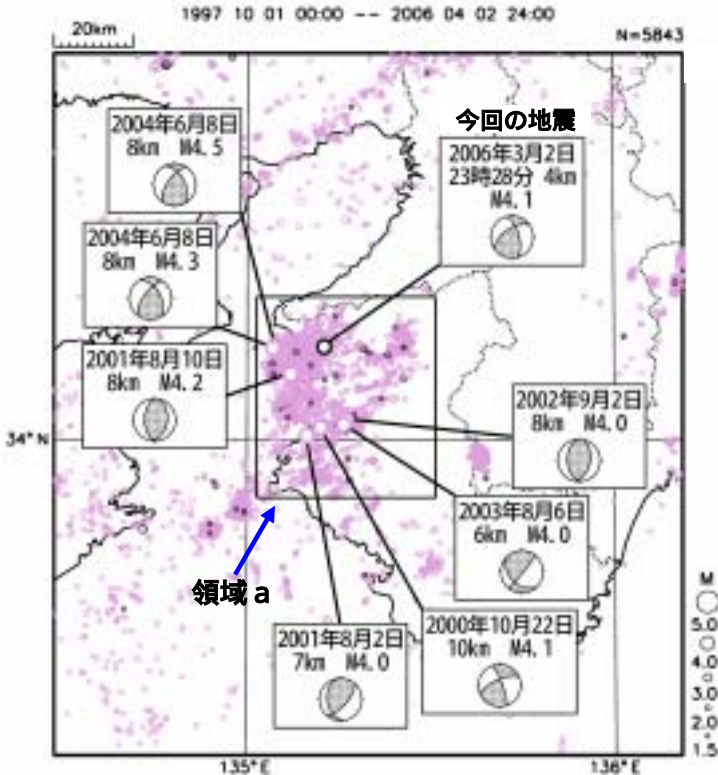 1997 10 01 00:00 -- 2006 04 02 24:00
20km
N=5843
2004年6月8日
8km M4.5
今回の地震
2006年3月2日
23時28分 4km
M4.1
2004年6月8日
8km M4.3
2001年8月10日
8km M4.2
2002年9月2日
8km M4.0
34°N
2003年8月6日
6km M4.0
領域a
2001年8月2日
7km M4.0
2000年10月22日
10km M4.1
M
5.0
4.0
3.0
2.0
1.5
135°E
136°E